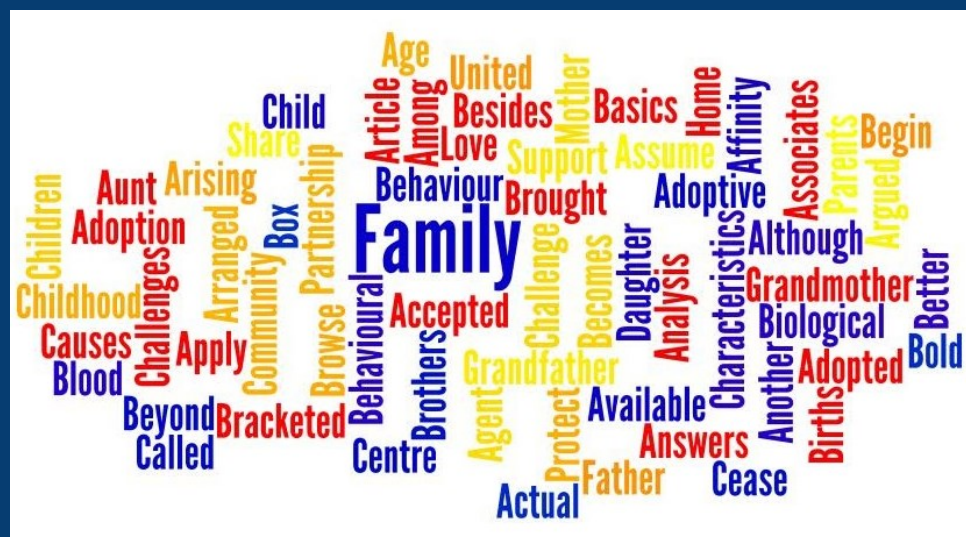 Age
United
Child
Article
Among
Besides
Mother
Basics
Home
Affinity
Associates
Parents
Begin
Share
Love
Support
Assume
Argued
Children
Aunt
Arising
Partnership
Behaviour
Brought
Adoptive
Adoption
Arranged
Box
Family
Challenge
Becomes
Daughter
Characteristics
Although
Better
Childhood
Challenges
Community
Browse
Behavioural
Accepted
Analysis
Grandmother
Biological
Causes
Apply
Brothers
Grandfather
Another
Adopted
Bold
Blood
Beyond
Bracketed
Agent
Protect
Available
Births
Called
Centre
Answers
Father
Cease
Actual